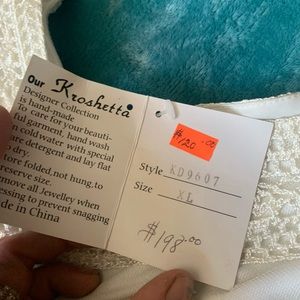 Our Kroshetta
Designer Collection
is hand-made
To care for your beauti-
ful garment, hand wash
in cold water with special
care detergent and lay flat
to dry.
Store folded, not hung, to
preserve size.
Remove all Jewelley when
dressing to prevent snagging
Made in China
$120.00
Style KD9607
Size XL
$198.00